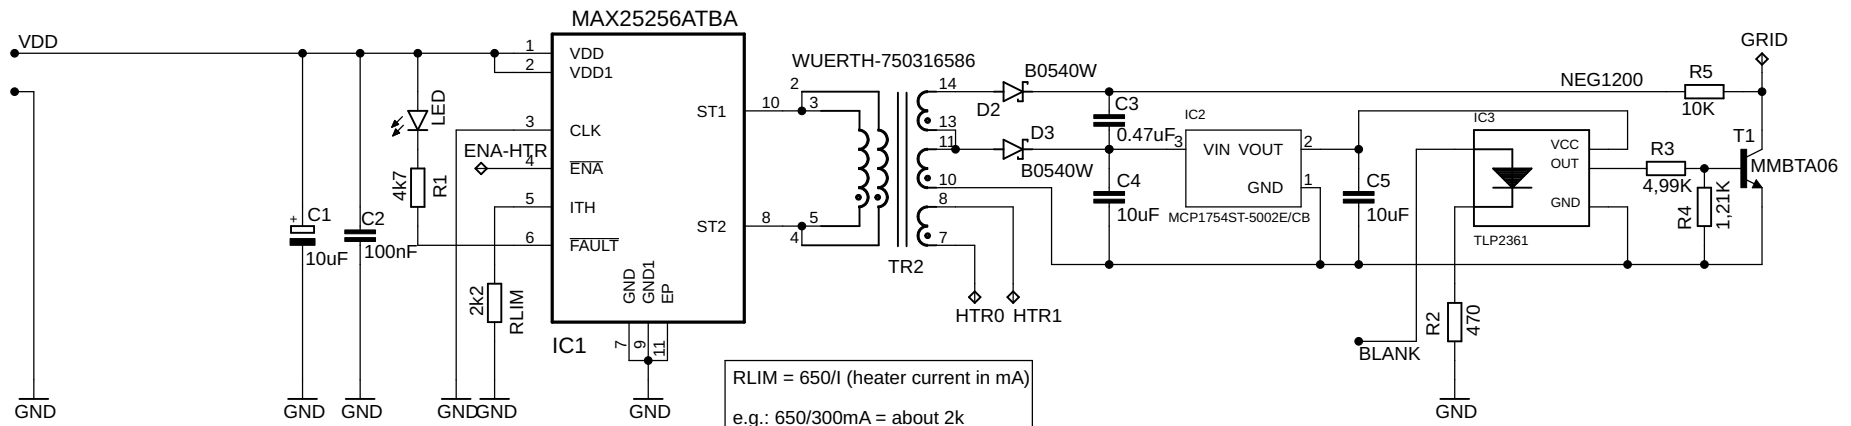 MAX25256ATBA
VDD
1
VDD
2
VDD1
LED
3
CLK
ENA-HTR
4
ENA
4k7
R1
5
ITH
6
FAULT
C1
+
10uF
C2
100nF
2k2
RLIM
ST1
10
ST2
8
GND
GND1
EP
7
9
11
IC1
GND
GND
GND
GND
GND
GND
WUERTH-750316586
2
3
5
4
14
13
11
10
8
7
TR2
HTR0
HTR1
B0540W
D2
D3
B0540W
C3
0.47uF
C4
10uF
IC2
3
VIN
VOUT
2
GND
1
MCP1754ST-5002E/CB
C5
10uF
NEG1200
IC3
VCC
OUT
GND
TLP2361
R2
470
BLANK
GND
GRID
R5
10K
R3
4,99K
R4
1,21K
T1
MMBTA06
RLIM = 650/I (heater current in mA)
e.g.: 650/300mA = about 2k